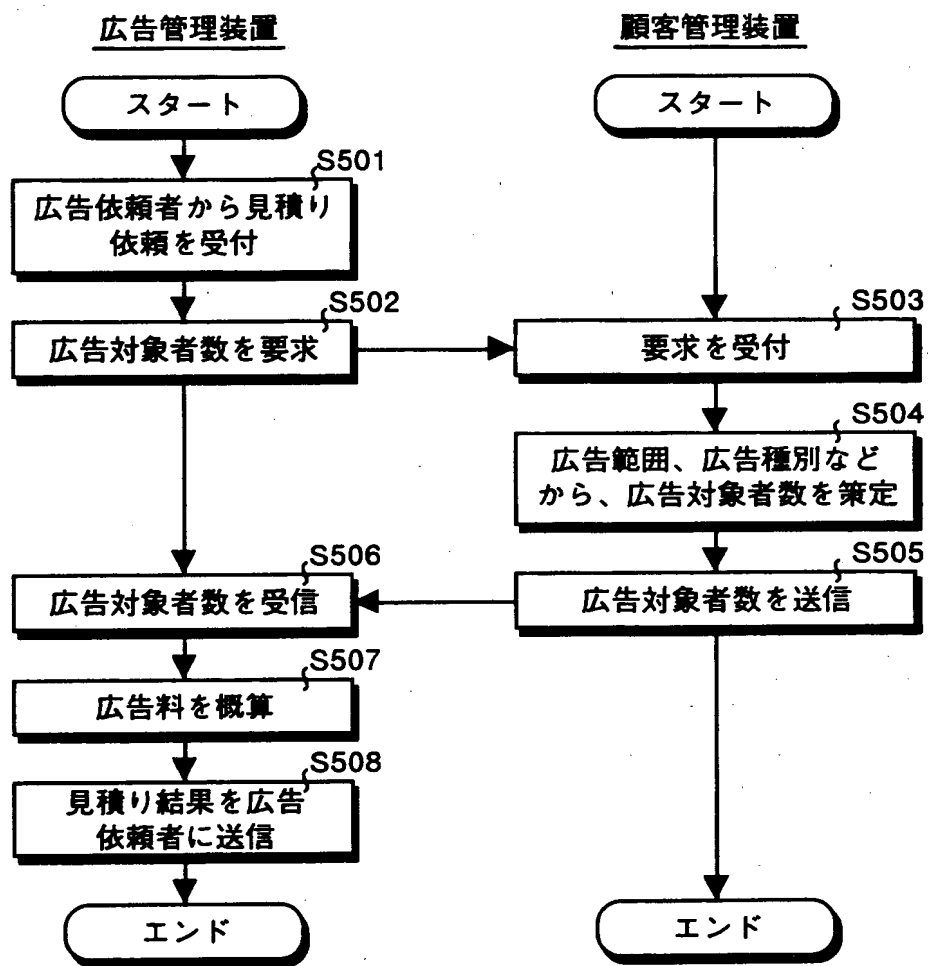 広告管理装置
顧客管理装置
スタート
スタート
S501
広告依頼者から見積り
依頼を受付
S502
広告対象者数を要求
S503
要求を受付
S504
広告範囲、広告種別など
から、広告対象者数を策定
S505
広告対象者数を送信
S506
広告対象者数を受信
S507
広告料を概算
S508
見積り結果を広告
依頼者に送信
エンド
エンド